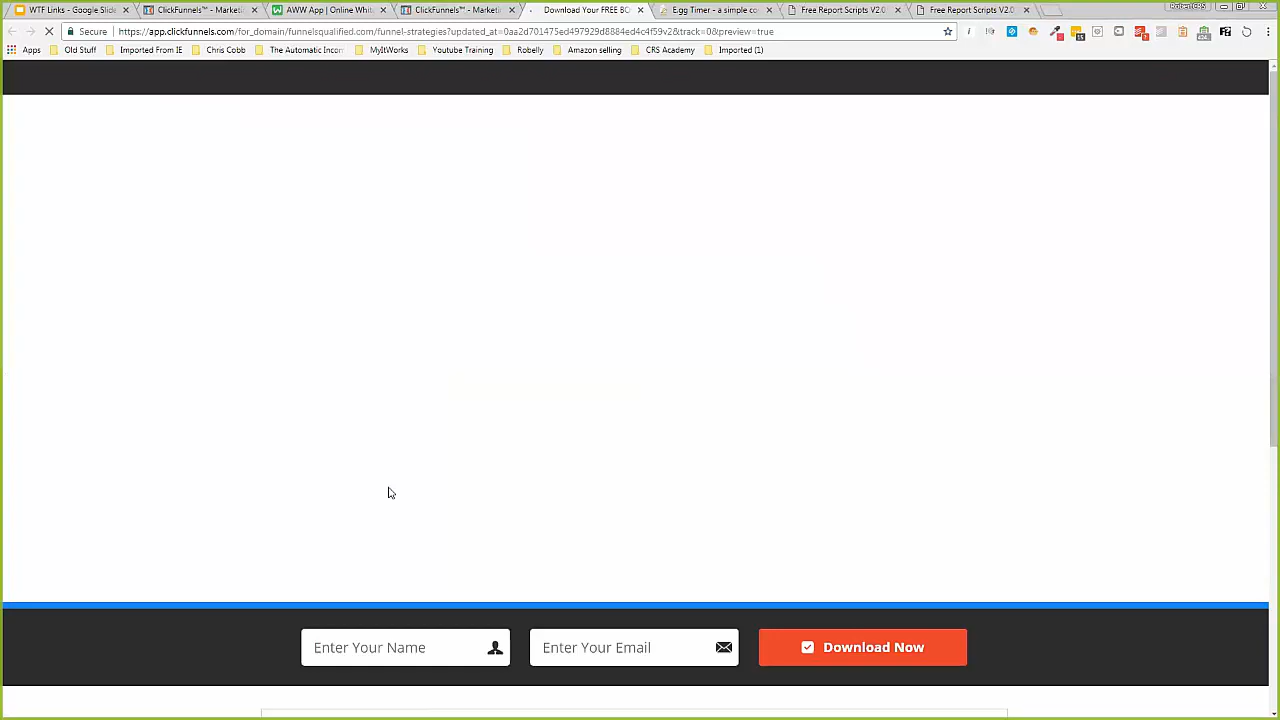 WTF Links - Google Slide
ClickFunnels™ - Marketi
AWW App | Online Whit
ClickFunnels™ - Marketi
Download Your FREE BO
Egg Timer - a simple co
Free Report Scripts V2.0
Free Report Scripts V2.0
Secure
https://app.clickfunnels.com/for_domain/funnelsqualified.com/funnel-strategies?updated_at=0aa2d701475ed497929d8884ed4c4f59v2&track=0&preview=true
Apps
Old Stuff
Imported From IE
Chris Cobb
The Automatic Incom
MyItWorks
Youtube Training
Robelly
Amazon selling
CRS Academy
Imported (1)
Enter Your Name
Enter Your Email
Download Now